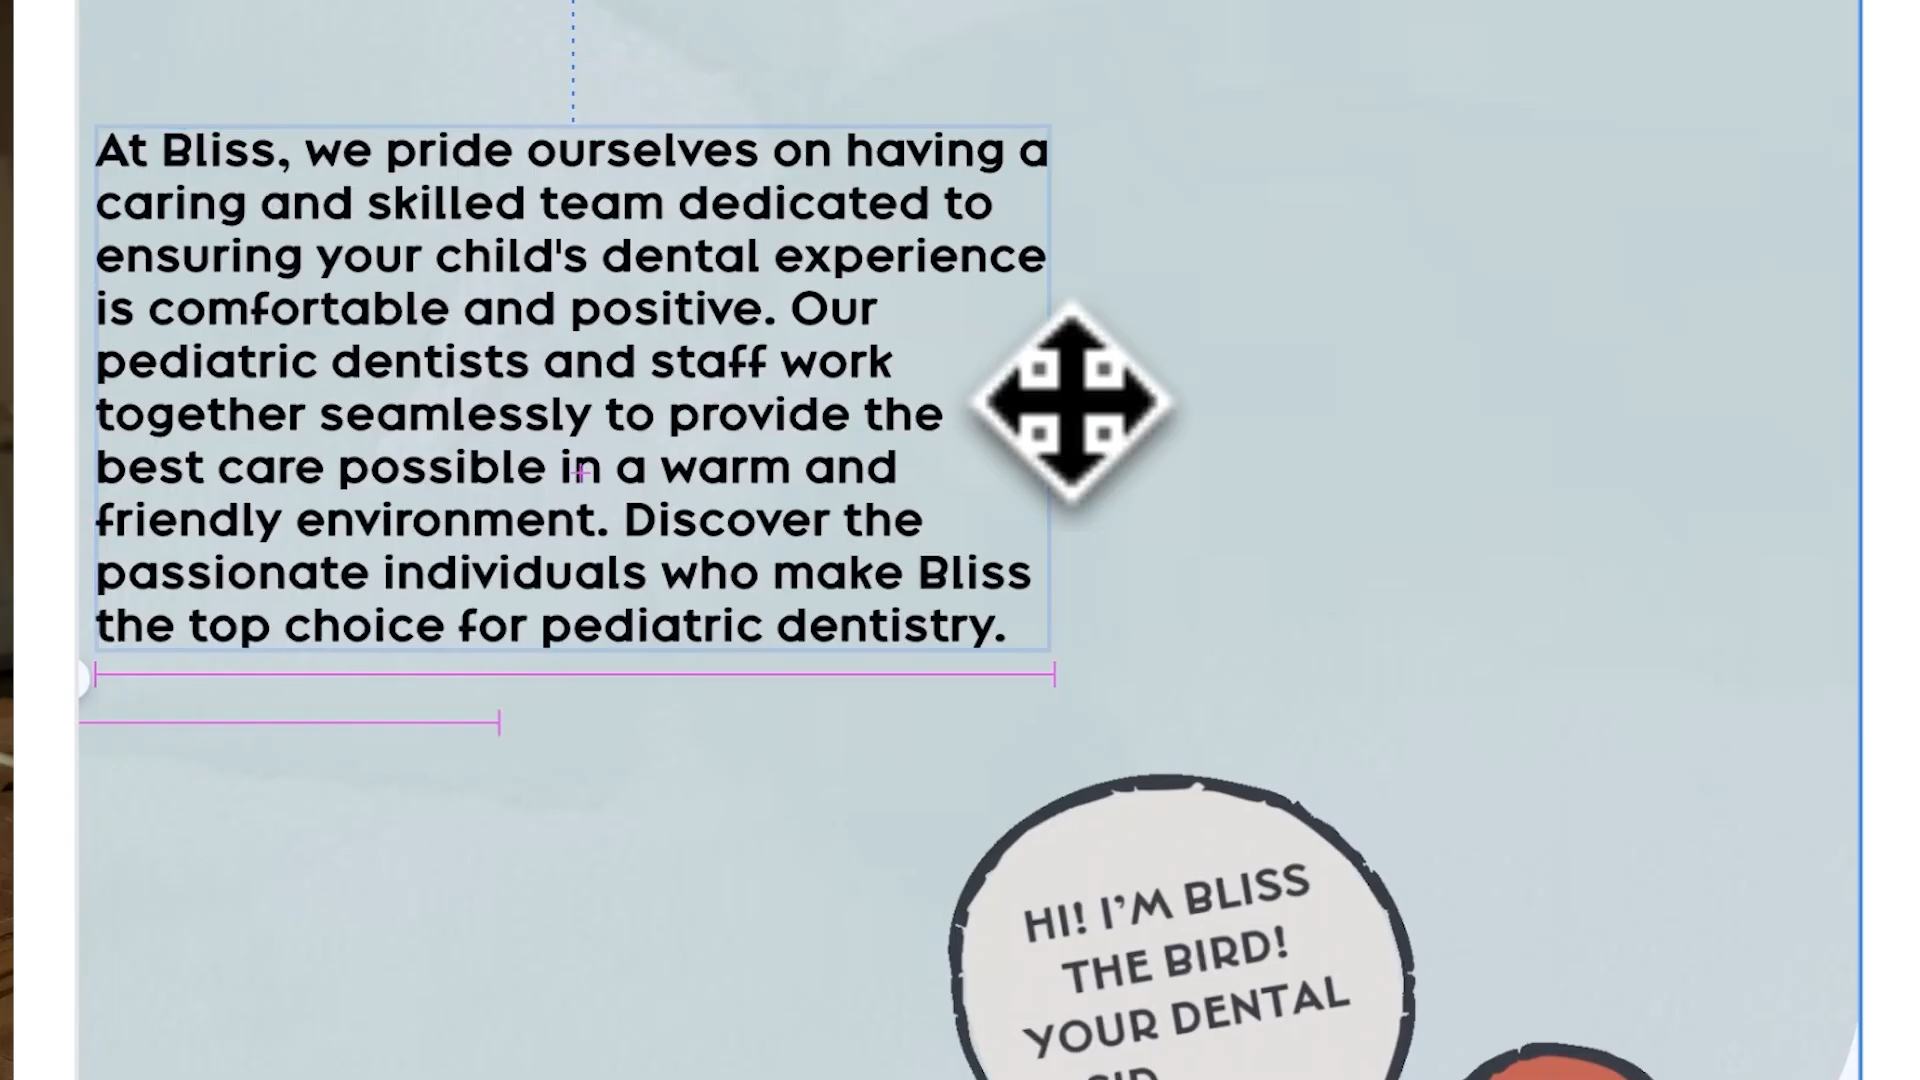 At Bliss, we pride ourselves on having a
caring and skilled team dedicated to
ensuring your child's dental experience
is comfortable and positive. Our
pediatric dentists and staff work
together seamlessly to provide the
best care possible in a warm and
friendly environment. Discover the
passionate individuals who make Bliss
the top choice for pediatric dentistry.
HI! I’M BLISS
THE BIRD!
YOUR DENTAL